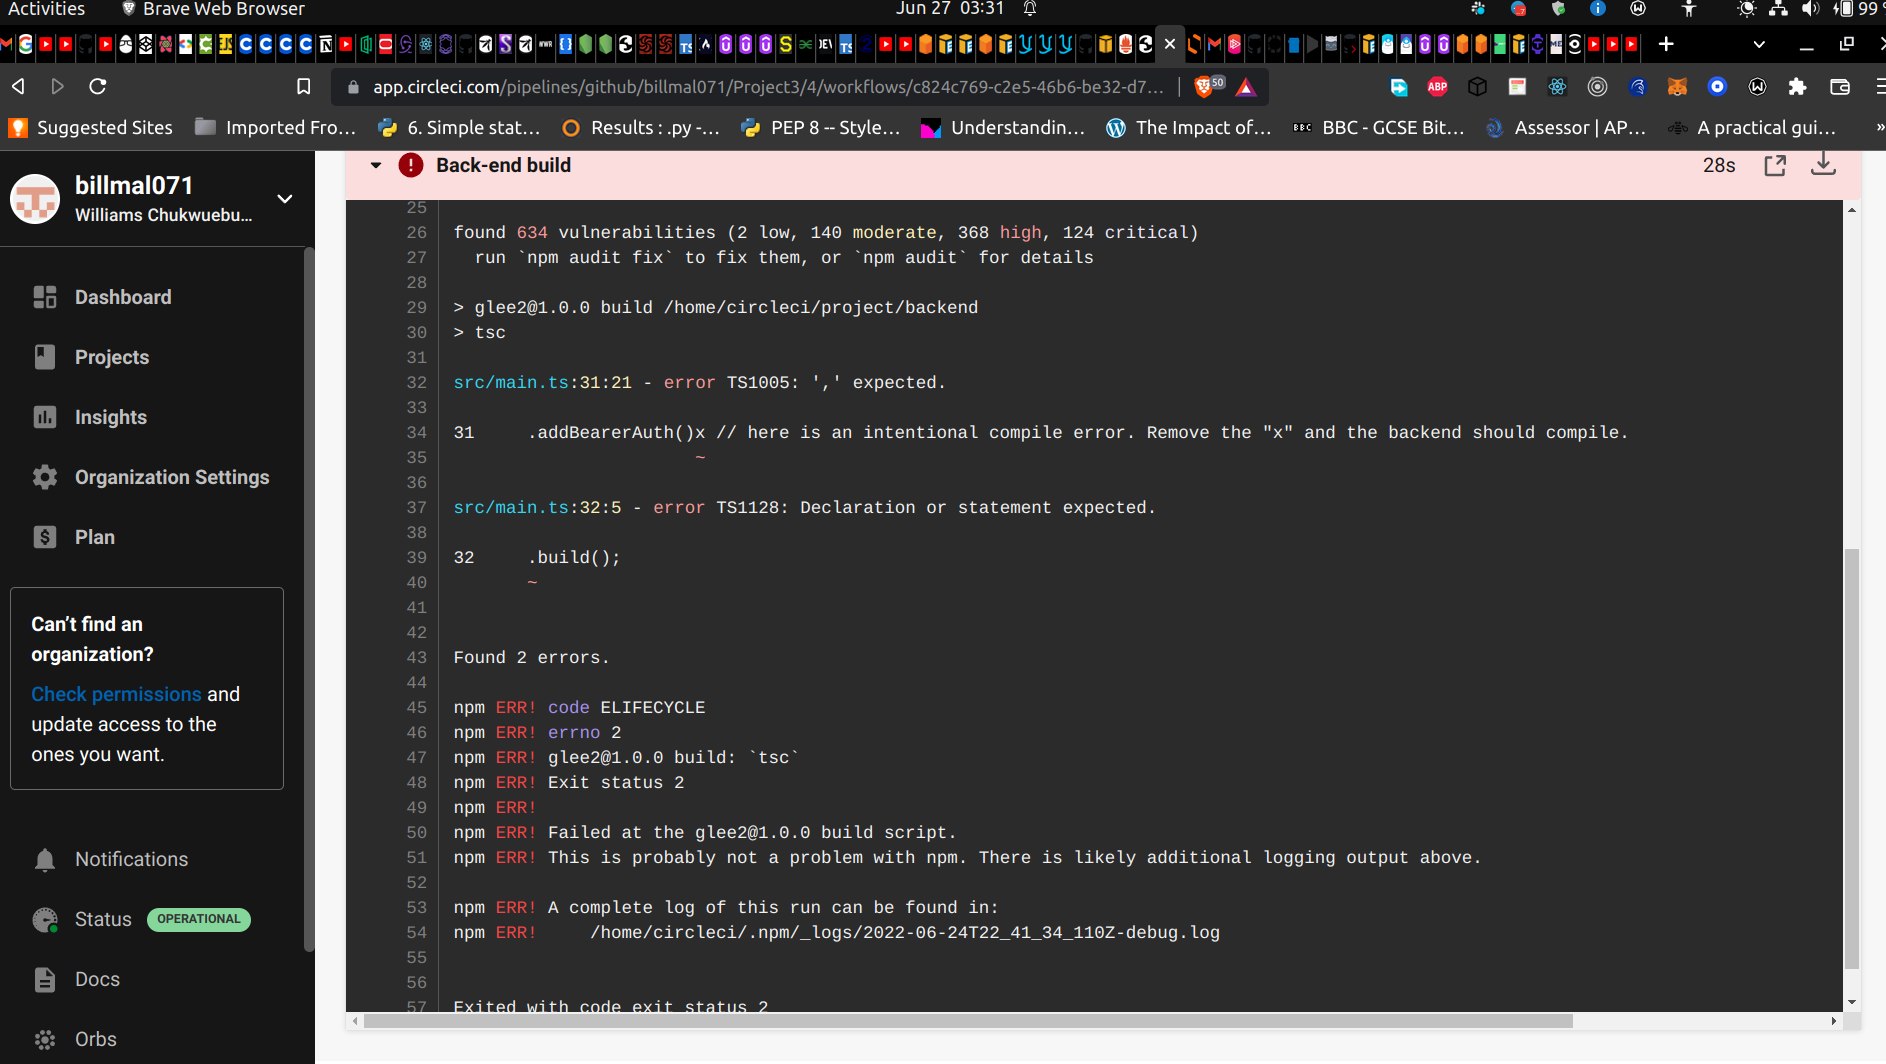 Activities Brave Web Browser Jun 27 03:31 99
app.circleci.com/pipelines/github/billmal071/Project3/4/workflows/c824c769-c2e5-46b6-be32-d7... 50 ABP
Suggested Sites Imported Fro... 6. Simple stat... Results : .py -... PEP 8 -- Style... Understandin... The Impact of... BBC BBC - GCSE Bit... Assessor | AP... A practical gui... »
billmal071
Williams Chukwuebu...
Dashboard
Projects
Insights
Organization Settings
Plan
Can't find an
organization?
Check permissions and
update access to the
ones you want.
Notifications
Status OPERATIONAL
Docs
Orbs
Back-end build 28s
25
26 found 634 vulnerabilities (2 low, 140 moderate, 368 high, 124 critical)
27 run `npm audit fix` to fix them, or `npm audit` for details
28
29 > glee2@1.0.0 build /home/circleci/project/backend
30 > tsc
31
32 src/main.ts:31:21 - error TS1005: ',' expected.
33
34 31 .addBearerAuth()x // here is an intentional compile error. Remove the "x" and the backend should compile.
35 ~
36
37 src/main.ts:32:5 - error TS1128: Declaration or statement expected.
38
39 32 .build();
40 ~
41
42
43 Found 2 errors.
44
45 npm ERR! code ELIFECYCLE
46 npm ERR! errno 2
47 npm ERR! glee2@1.0.0 build: `tsc`
48 npm ERR! Exit status 2
49 npm ERR!
50 npm ERR! Failed at the glee2@1.0.0 build script.
51 npm ERR! This is probably not a problem with npm. There is likely additional logging output above.
52
53 npm ERR! A complete log of this run can be found in:
54 npm ERR! /home/circleci/.npm/_logs/2022-06-24T22_41_34_110Z-debug.log
55
56
57 Exited with code exit status 2